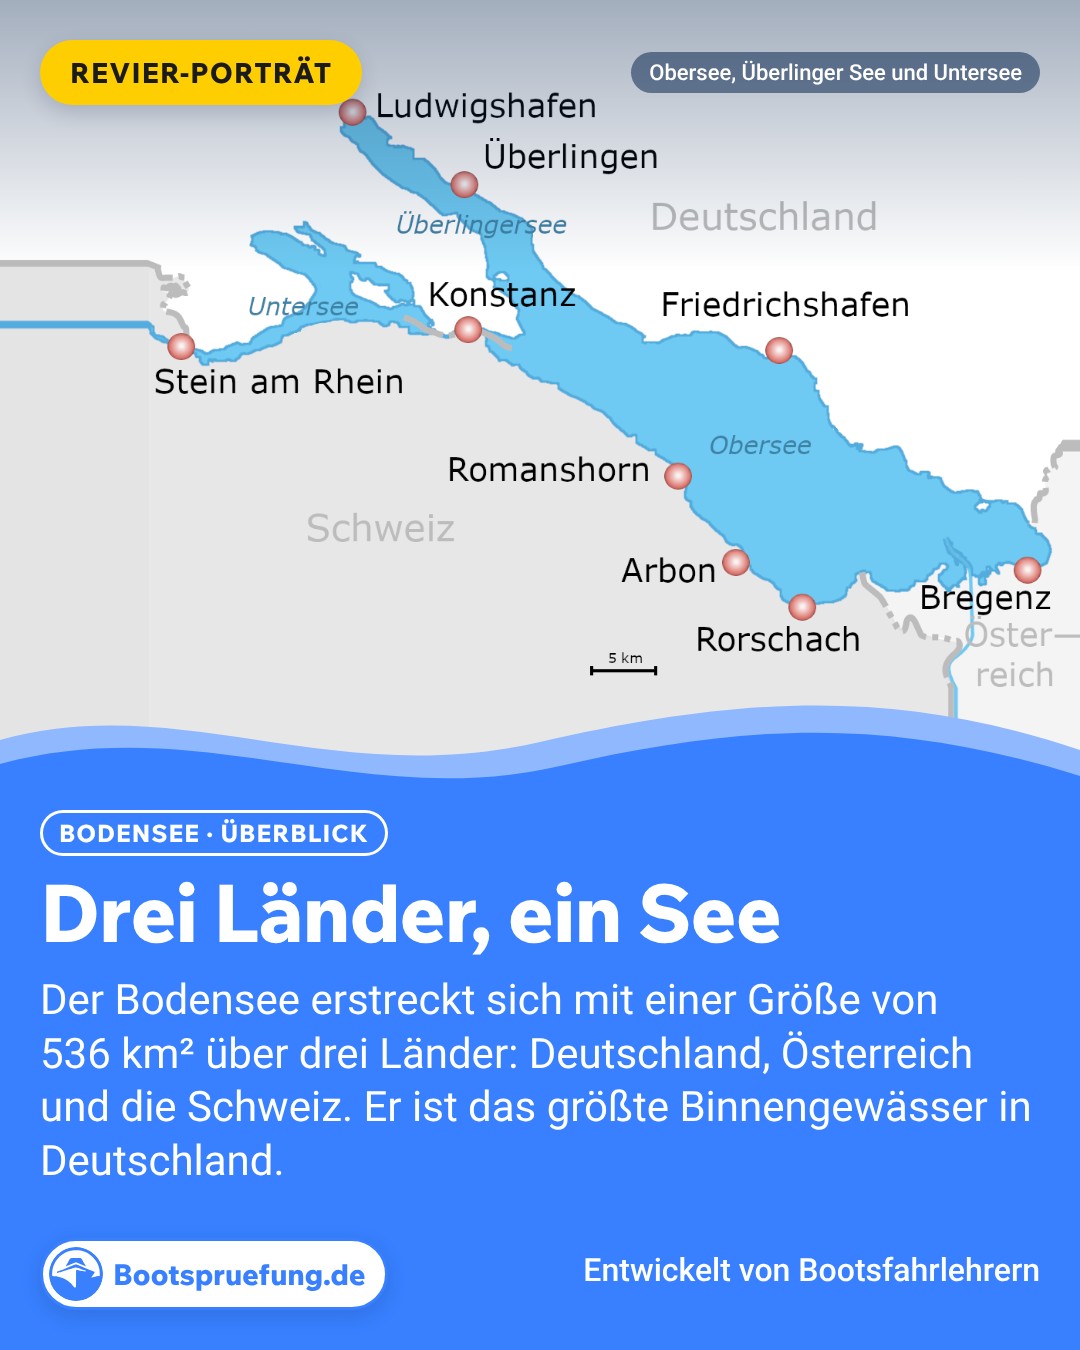 REVIER-PORTRÄT
Obersee, Überlinger See und Untersee
Ludwigshafen
Überlingen
Überlingersee
Deutschland
Untersee
Konstanz
Friedrichshafen
Stein am Rhein
Obersee
Romanshorn
Schweiz
Arbon
Bregenz
Rorschach
Öster—
reich
5 km
BODENSEE · ÜBERBLICK
Drei Länder, ein See
Der Bodensee erstreckt sich mit einer Größe von
536 km² über drei Länder: Deutschland, Österreich
und die Schweiz. Er ist das größte Binnengewässer in
Deutschland.
Bootspruefung.de
Entwickelt von Bootsfahrlehrern